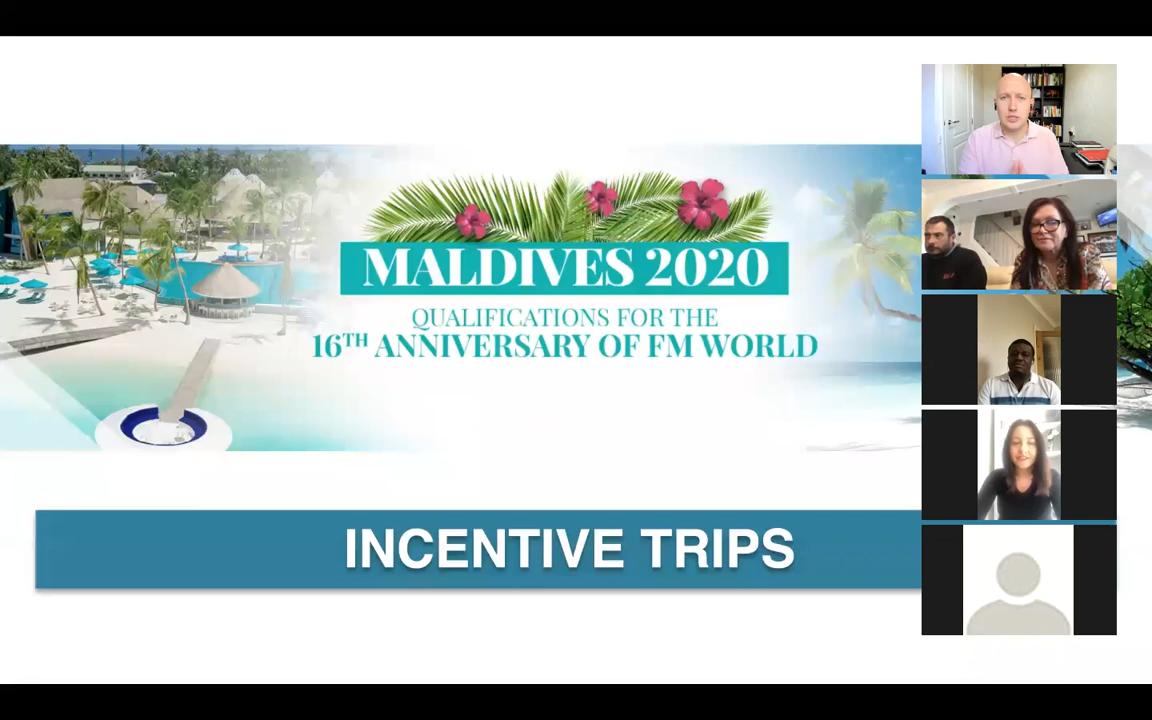 MALDIVES 2020
QUALIFICATIONS FOR THE
16TH ANNIVERSARY OF FM WORLD
INCENTIVE TRIPS